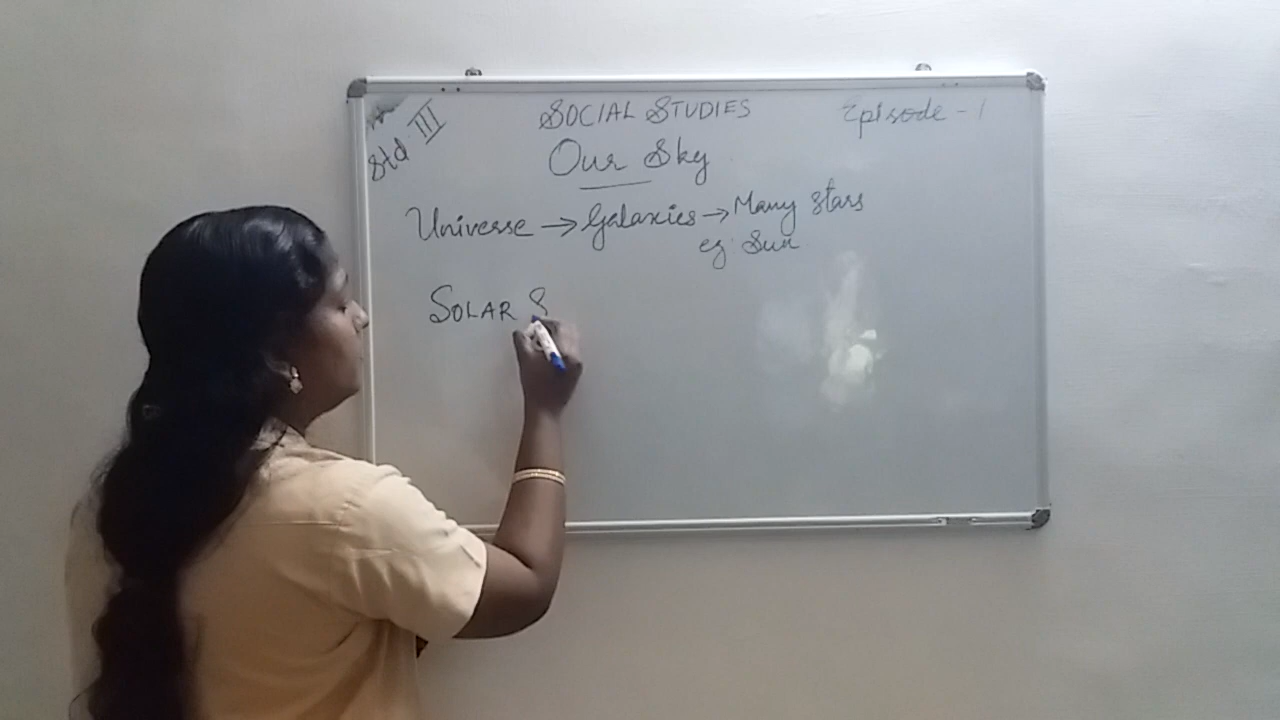 Std III
SOCIAL STUDIES
Episode - 1
Our Sky
Universe → Galaxies → Many stars
eg: Sun
SOLAR S